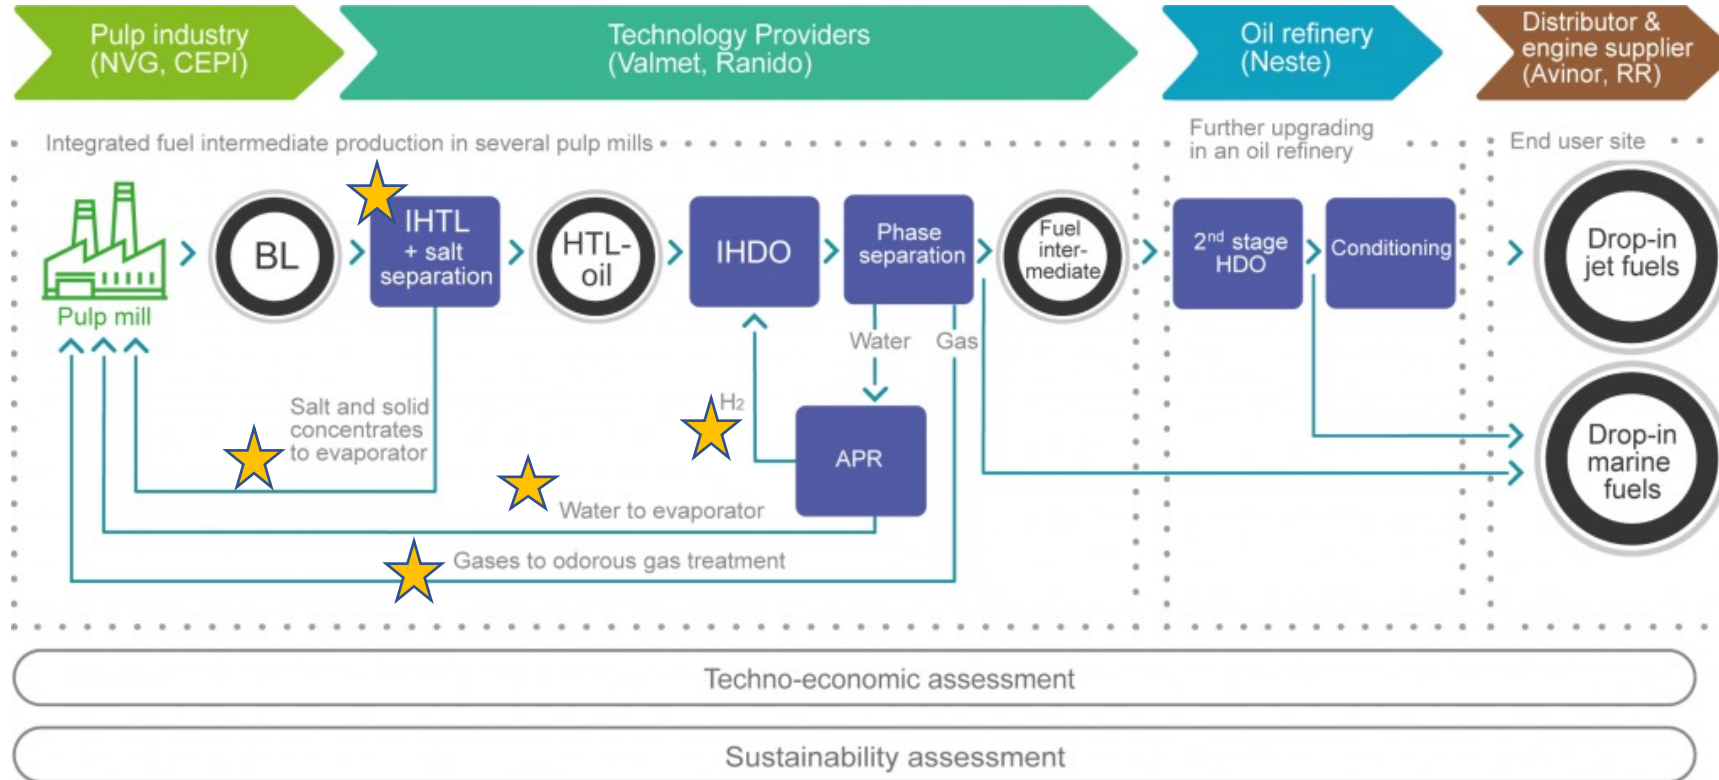 Pulp industry
(NVG, CEPI)
Technology Providers
(Valmet, Ranido)
Oil refinery
(Neste)
Distributor &
engine supplier
(Avinor, RR)
Integrated fuel intermediate production in several pulp mills
Further upgrading
in an oil refinery
End user site
Pulp mill
BL
IHTL
+ salt
separation
HTL-
oil
IHDO
Phase
separation
Fuel
inter-
mediate
2nd stage
HDO
Conditioning
Drop-in
jet fuels
Water
Gas
H2
APR
Salt and solid
concentrates
to evaporator
Water to evaporator
Gases to odorous gas treatment
Drop-in
marine
fuels
Techno-economic assessment
Sustainability assessment